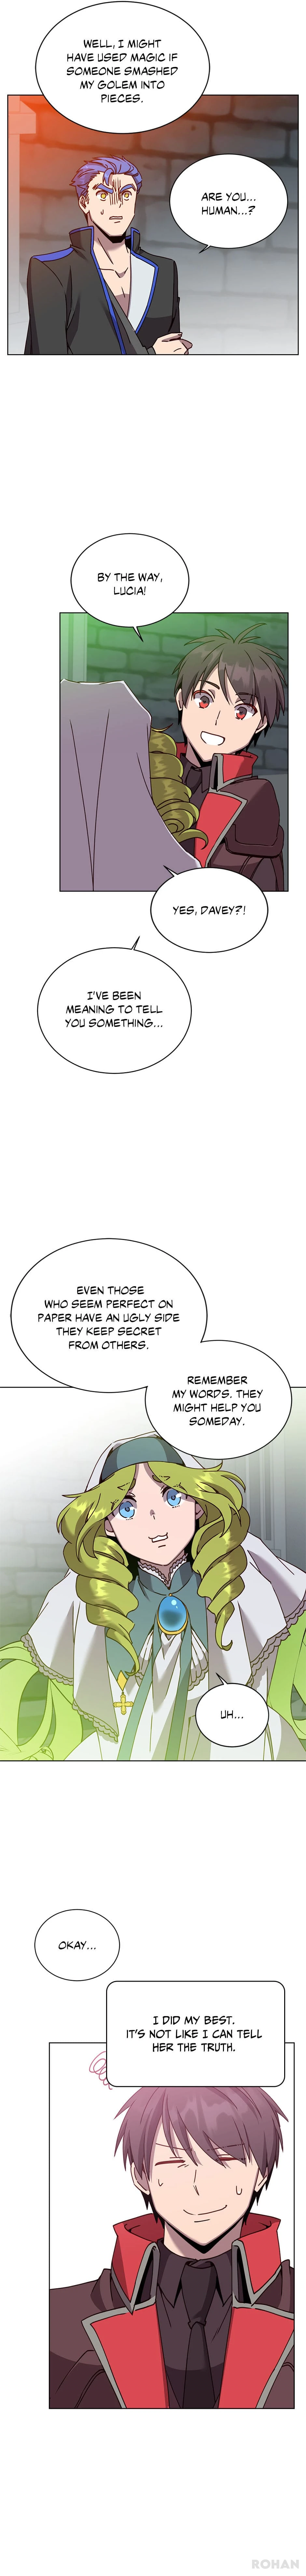 WELL, I MIGHT
HAVE USED MAGIC IF
SOMEONE SMASHED
MY GOLEM INTO
PIECES.
ARE YOU...
HUMAN...?
BY THE WAY,
LUCIA!
YES, DAVEY?!
I'VE BEEN
MEANING TO TELL
YOU SOMETHING...
EVEN THOSE
WHO SEEM PERFECT ON
PAPER HAVE AN UGLY SIDE
THEY KEEP SECRET
FROM OTHERS.
REMEMBER
MY WORDS. THEY
MIGHT HELP YOU
SOMEDAY.
UH...
OKAY...
I DID MY BEST.
IT'S NOT LIKE I CAN TELL
HER THE TRUTH.
ROHAN